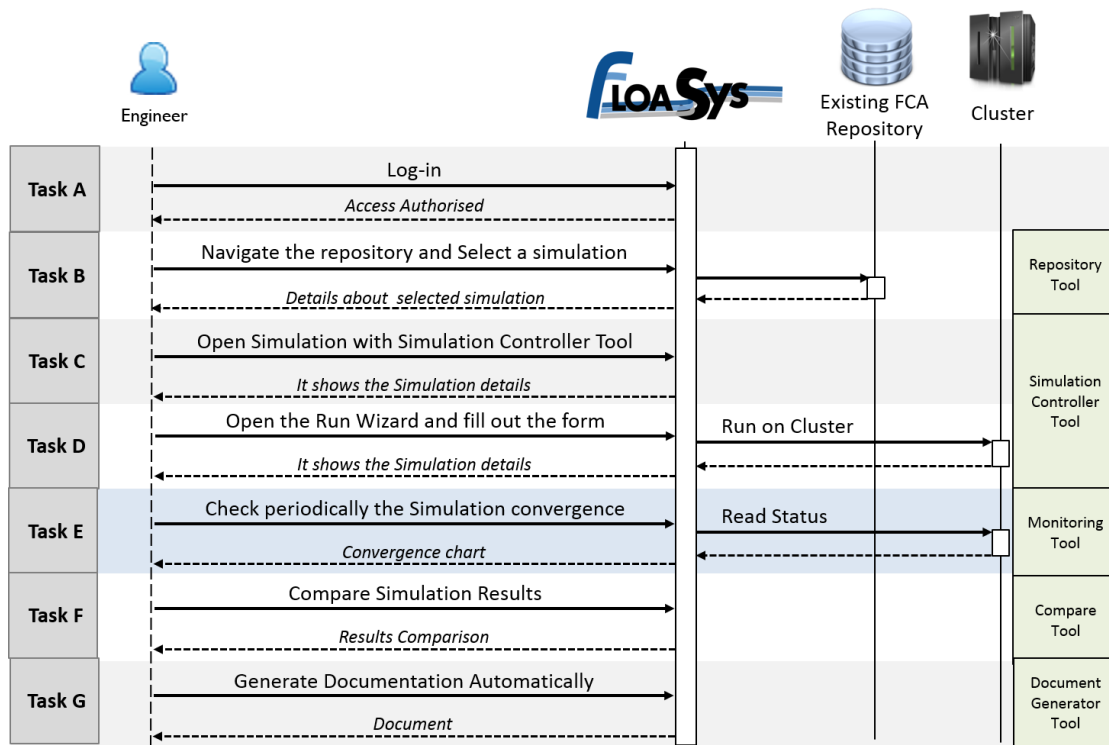 Engineer
FLOASYS
Existing FCA
Repository
Cluster
Task A
Log-in
Access Authorised
Task B
Navigate the repository and Select a simulation
Details about selected simulation
Repository
Tool
Task C
Open Simulation with Simulation Controller Tool
It shows the Simulation details
Simulation
Controller
Tool
Task D
Open the Run Wizard and fill out the form
Run on Cluster
It shows the Simulation details
Task E
Check periodically the Simulation convergence
Read Status
Convergence chart
Monitoring
Tool
Task F
Compare Simulation Results
Results Comparison
Compare
Tool
Task G
Generate Documentation Automatically
Document
Document
Generator
Tool